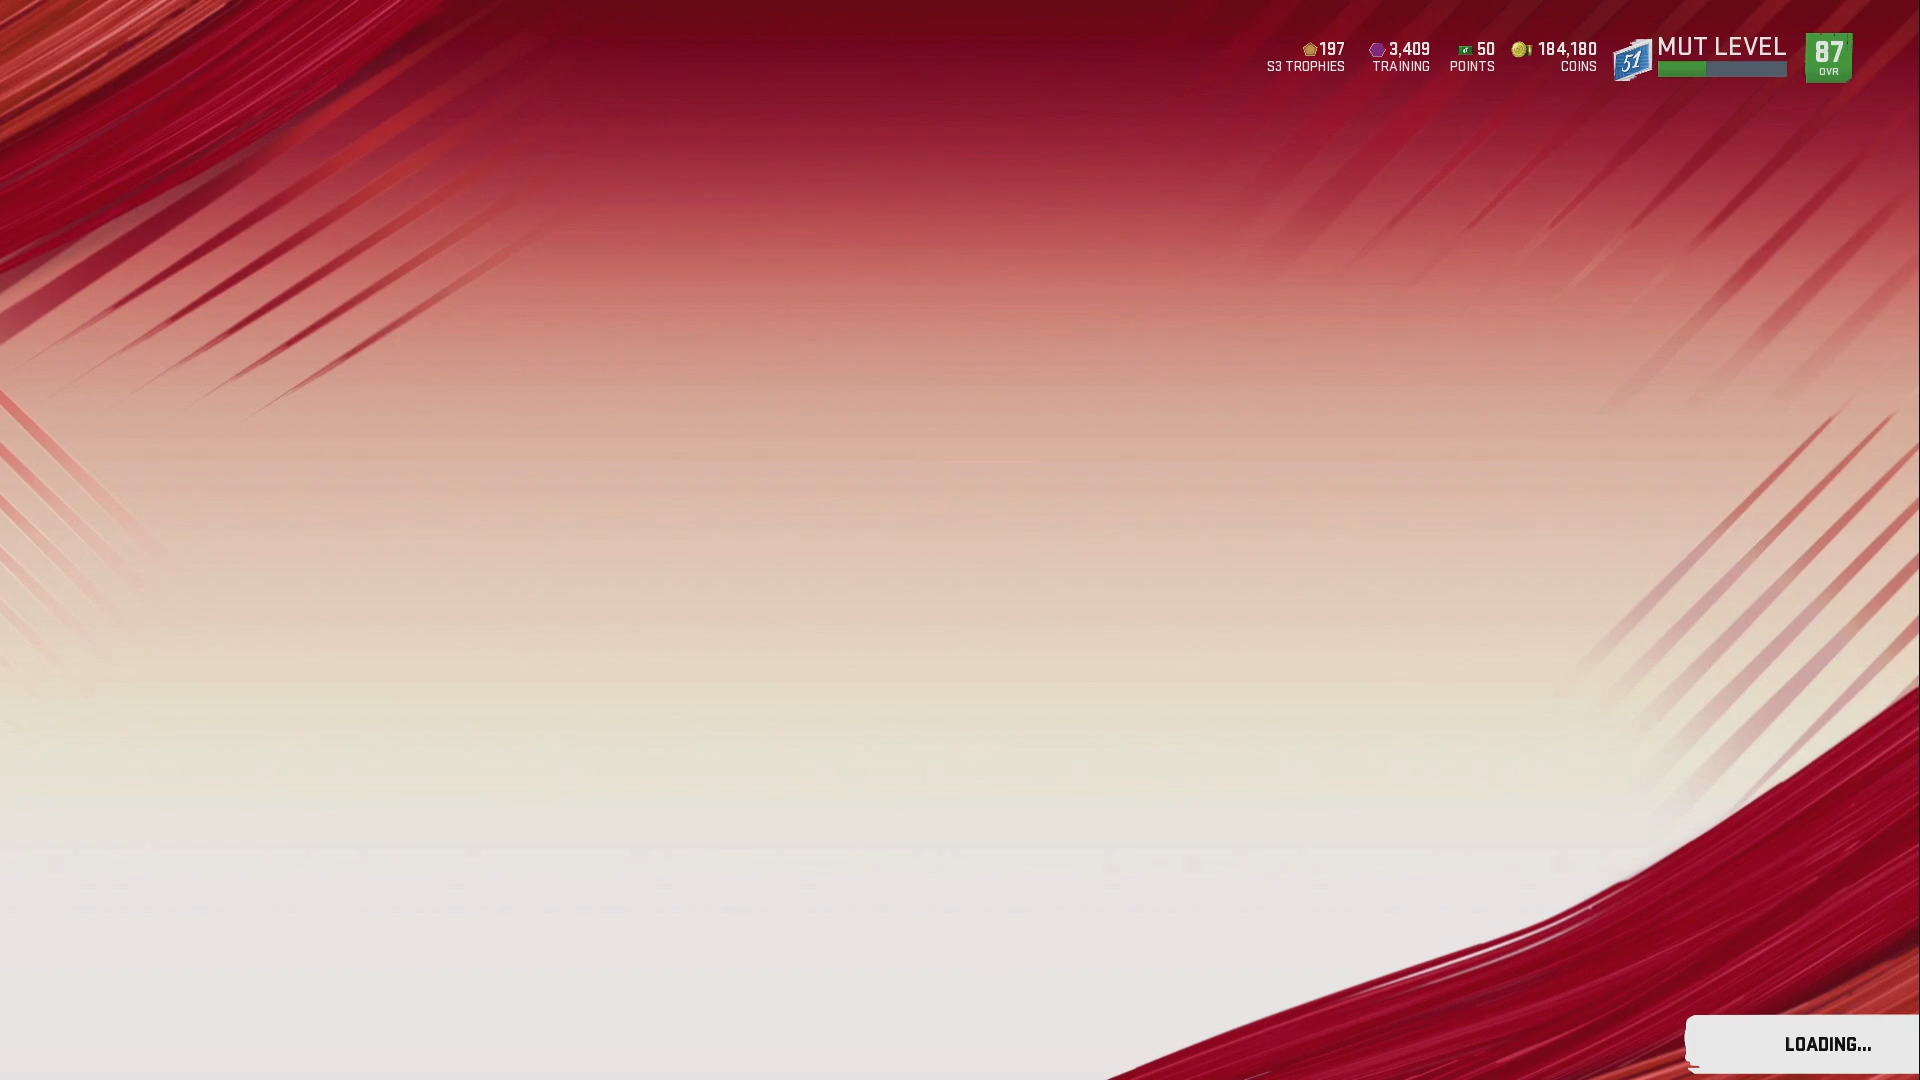 197 3,409 50 184,180
S3 TROPHIES TRAINING POINTS COINS
51 MUT LEVEL
87
OVR
LOADING...